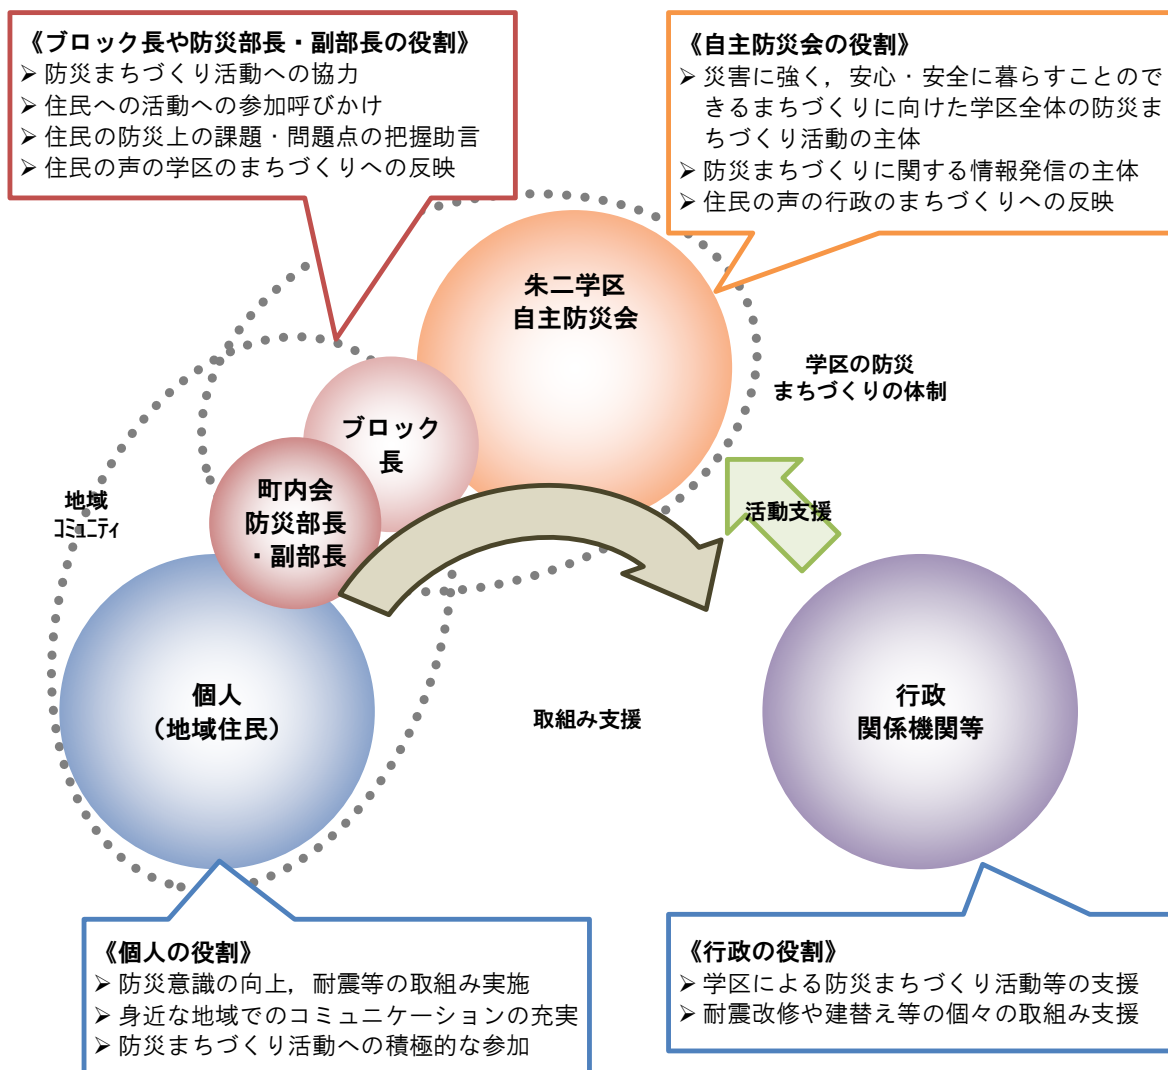 《ブロック長や防災部長・副部長の役割》
➢ 防災まちづくり活動への協力
➢ 住民への活動への参加呼びかけ
➢ 住民の防災上の課題・問題点の把握助言
➢ 住民の声の学区のまちづくりへの反映
《自主防災会の役割》
➢ 災害に強く，安心・安全に暮らすことので
きるまちづくりに向けた学区全体の防災ま
ちづくり活動の主体
➢ 防災まちづくりに関する情報発信の主体
➢ 住民の声の行政のまちづくりへの反映
朱二学区
自主防災会
学区の防災
まちづくりの体制
ブロック
長
町内会
防災部長
・副部長
地域
コミュニティ
活動支援
個人
（地域住民）
取組み支援
行政
関係機関等
《個人の役割》
➢ 防災意識の向上，耐震等の取組み実施
➢ 身近な地域でのコミュニケーションの充実
➢ 防災まちづくり活動への積極的な参加
《行政の役割》
➢ 学区による防災まちづくり活動等の支援
➢ 耐震改修や建替え等の個々の取組み支援